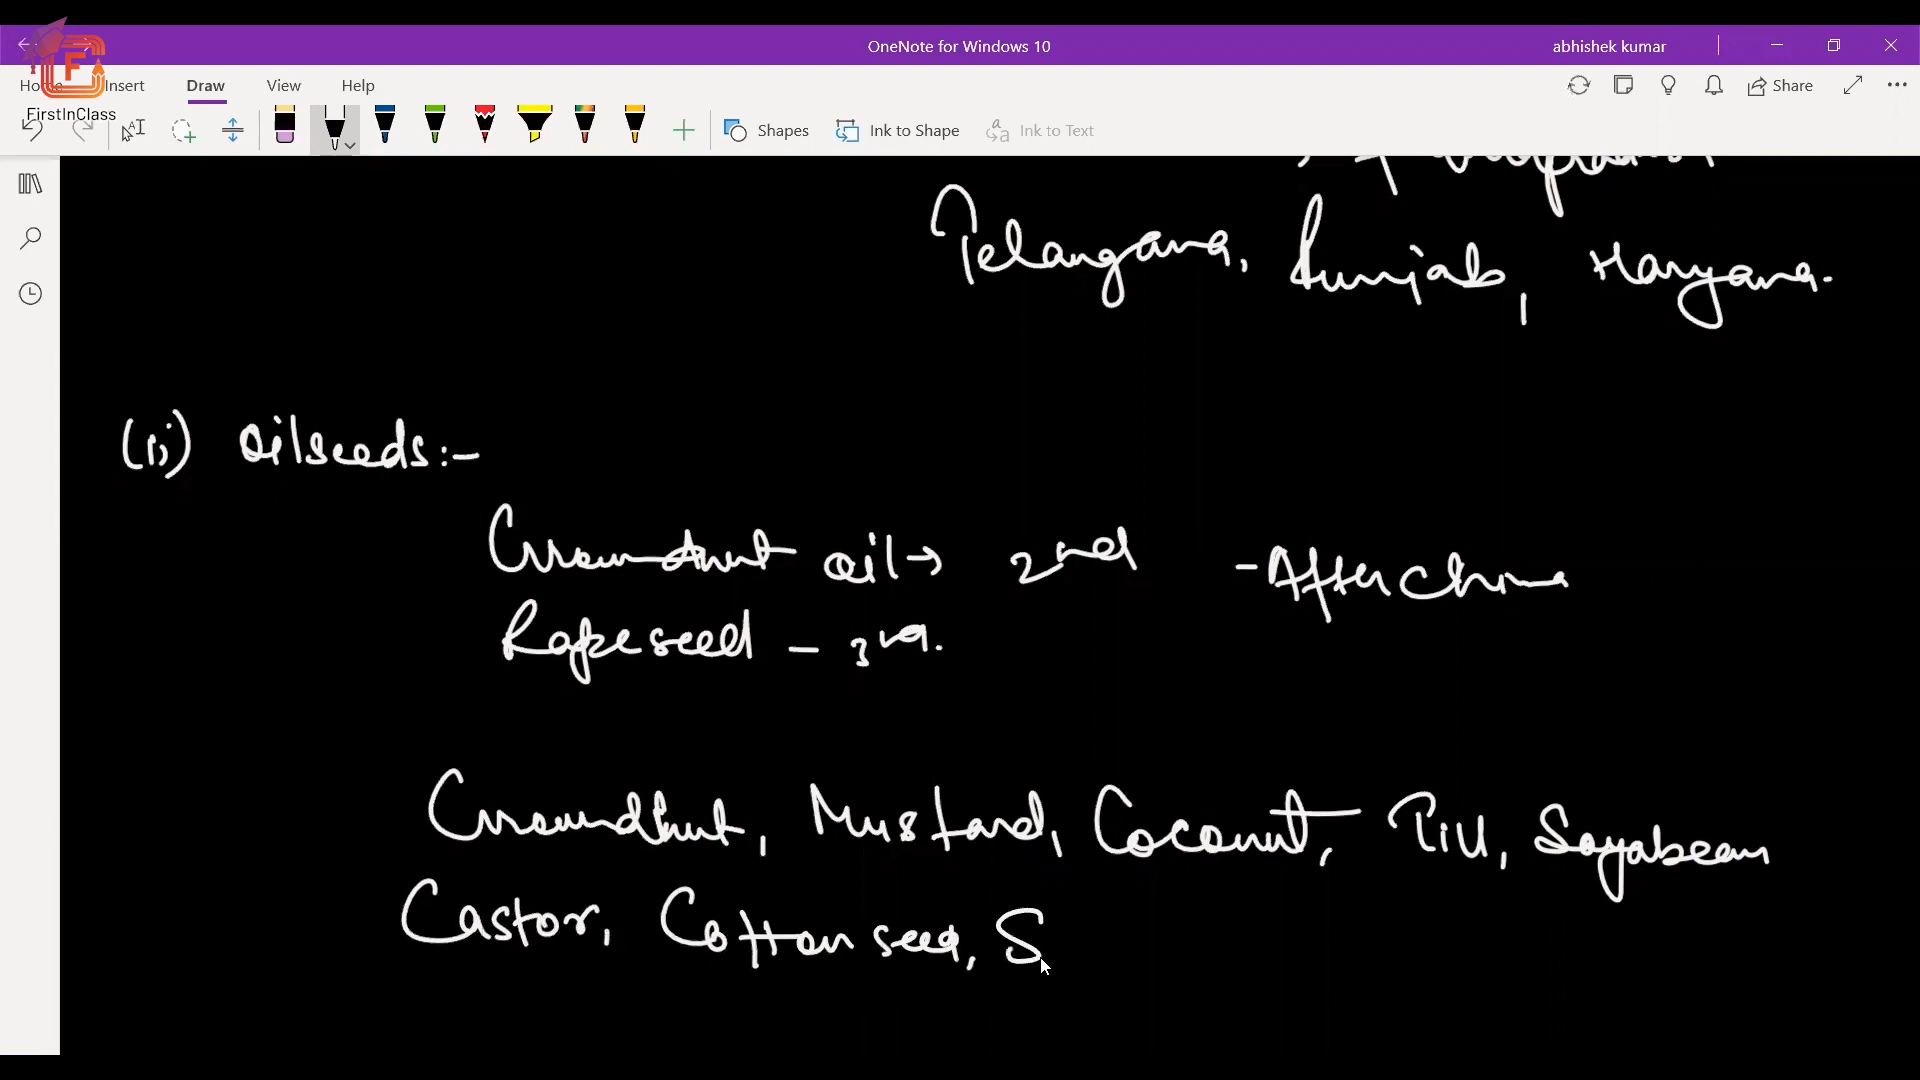 OneNote for Windows 10
abhishek kumar
Home Insert Draw View Help
Share
FirstInClass
Shapes Ink to Shape Ink to Text
Telangana, Punjab, Haryana.
(ii) Oilseeds:-
Groundnut oil → 2nd - After China
Rapeseed - 3rd.
Groundnut, Mustard, Coconut, Till, Soyabean
Castor, Cotton seed, S